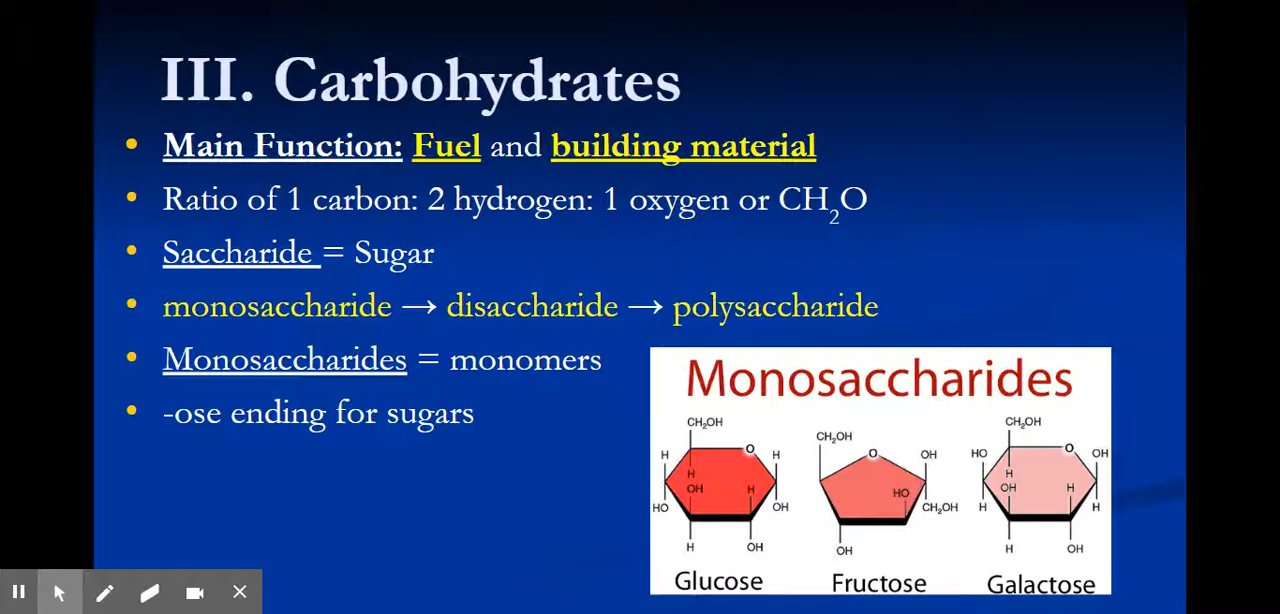 III. Carbohydrates
• Main Function: Fuel and building material
• Ratio of 1 carbon: 2 hydrogen: 1 oxygen or CH₂O
• Saccharide = Sugar
• monosaccharide → disaccharide → polysaccharide
• Monosaccharides = monomers
• -ose ending for sugars
Monosaccharides
CH₂OH
O
H
H
H
OH
H
HO
OH
H
OH
Glucose
CH₂OH
O
OH
HO
CH₂OH
OH
Fructose
CH₂OH
HO
O
OH
H
OH
H
H
H
H
OH
Galactose